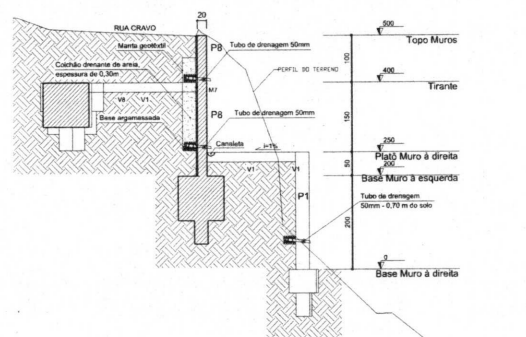 20
RUA CRAVO
500
Topo Muros
P8
Manta geotêxtil
Tubo de drenagem 50mm
100
Colchão drenante de areia,
espessura de 0,30m
PERFIL DO TERRENO
400
Tirante
M7
V8 V1
150
Tubo de drenagem 50mm
Base argamassada
P8
Canaleta
i=1%
250
Platô Muro à direita
50
200
Base Muro à esquerda
V1 V1
P1
Tubo de drenagem
50mm - 0,70 m do solo
200
0
Base Muro à direita